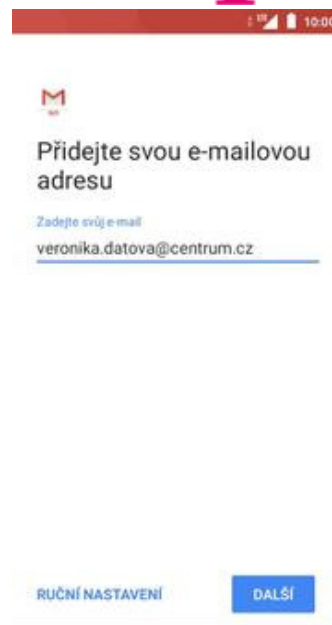 10:00
Přidejte svou e-mailovou
adresu
Zadejte svůj e-mail
veronika.datova@centrum.cz
RUČNÍ NASTAVENÍ
DALŠÍ